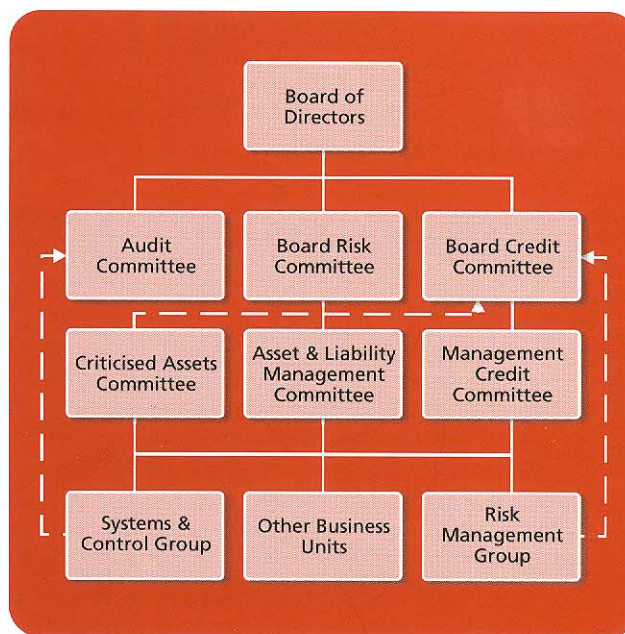 Board of
Directors
Audit
Committee
Board Risk
Committee
Board Credit
Committee
Criticised Assets
Committee
Asset & Liability
Management
Committee
Management
Credit
Committee
Systems &
Control Group
Other Business
Units
Risk
Management
Group